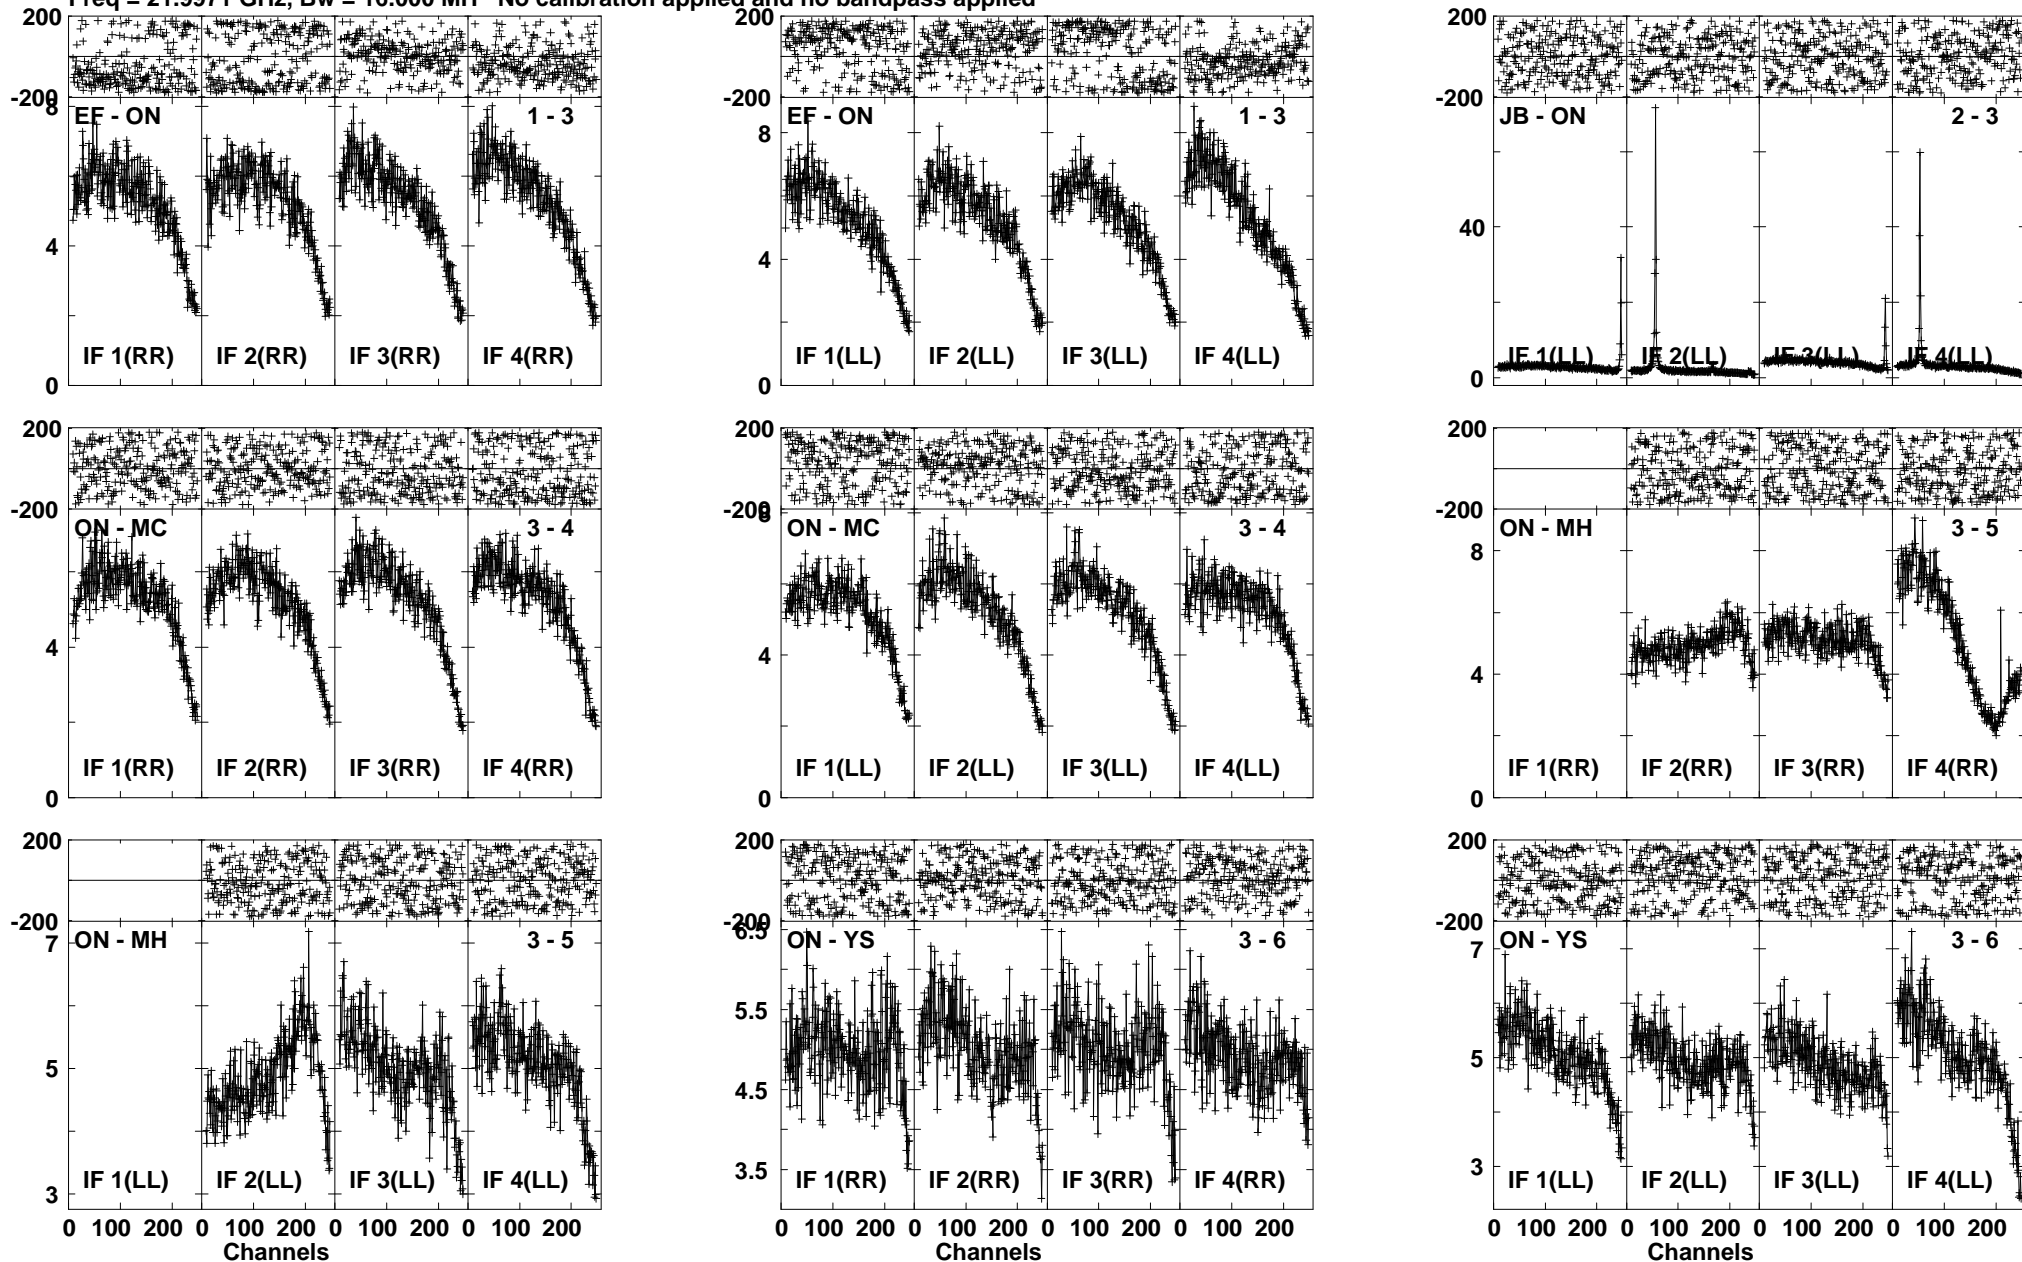 Freq = 21.9971 GHz, Bw = 16.000 MH No calibration applied and no bandpass applied
200 200 200
-200 -200 -200
8
EF - ON 1 - 3 EF - ON 1 - 3 JB - ON 2 - 3
8
40
4 4
IF 1(RR) IF 2(RR) IF 3(RR) IF 4(RR) IF 1(LL) IF 2(LL) IF 3(LL) IF 4(LL) IF 1(LL) IF 2(LL) IF 3(LL) IF 4(LL)
0 0 0
200 200 200
-200 -200 -200
8
ON - MC 3 - 4 ON - MC 3 - 4 ON - MH 3 - 5
8
4 4 4
IF 1(RR) IF 2(RR) IF 3(RR) IF 4(RR) IF 1(LL) IF 2(LL) IF 3(LL) IF 4(LL) IF 1(RR) IF 2(RR) IF 3(RR) IF 4(RR)
0 0 0
200 200 200
-200 -200 -200
6.5
ON - MH 3 - 5 ON - YS 3 - 6 ON - YS 3 - 6
7 7
5.5
5 5
4.5
3.5
3 3
IF 1(LL) IF 2(LL) IF 3(LL) IF 4(LL) IF 1(RR) IF 2(RR) IF 3(RR) IF 4(RR) IF 1(LL) IF 2(LL) IF 3(LL) IF 4(LL)
0 100 200 0 100 200 0 100 200 0 100 200 0 100 200 0 100 200 0 100 200 0 100 200 0 100 200 0 100 200 0 100 200 0 100 200
Channels Channels Channels